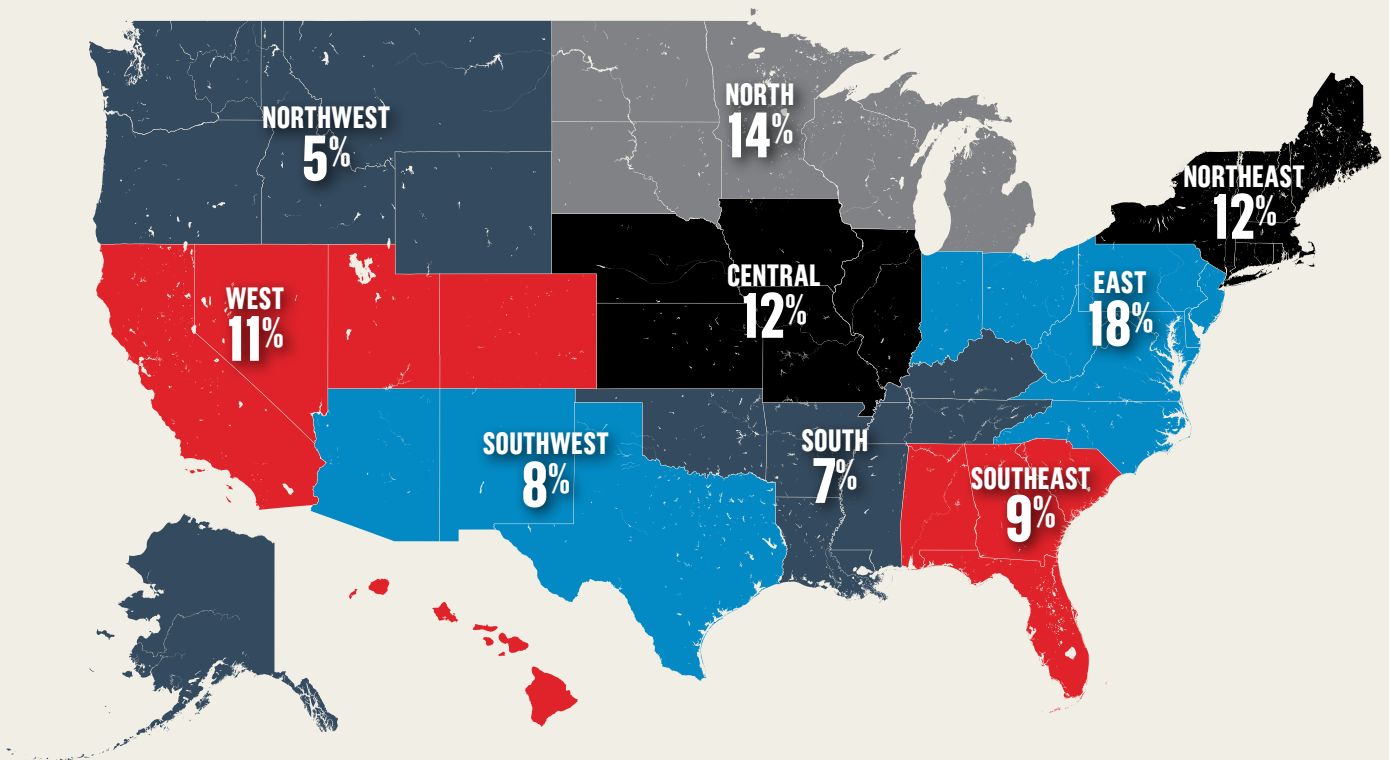 NORTH
14%
NORTHWEST
5%
NORTHEAST
12%
CENTRAL
12%
EAST
18%
WEST
11%
SOUTHWEST
8%
SOUTH
7%
SOUTHEAST
9%